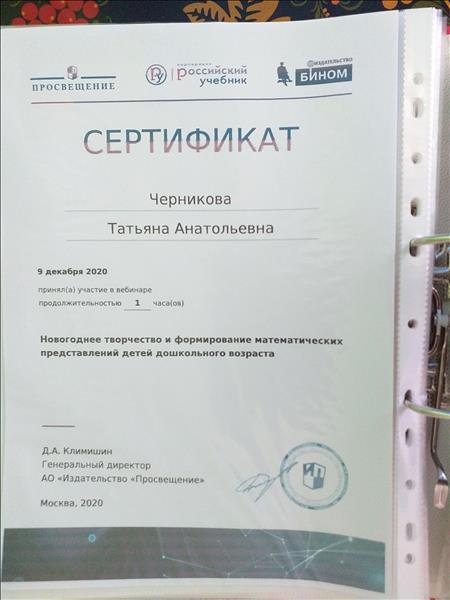 ПРОСВЕЩЕНИЕ
корпорация
российский
учебник
ИЗДАТЕЛЬСТВО
БИНОМ
СЕРТИФИКАТ
Черникова
Татьяна Анатольевна
9 декабря 2020
принял(а) участие в вебинаре
продолжительностью 1 часа(ов)
Новогоднее творчество и формирование математических
представлений детей дошкольного возраста
Д.А. Климишин
Генеральный директор
АО «Издательство «Просвещение»
Москва, 2020